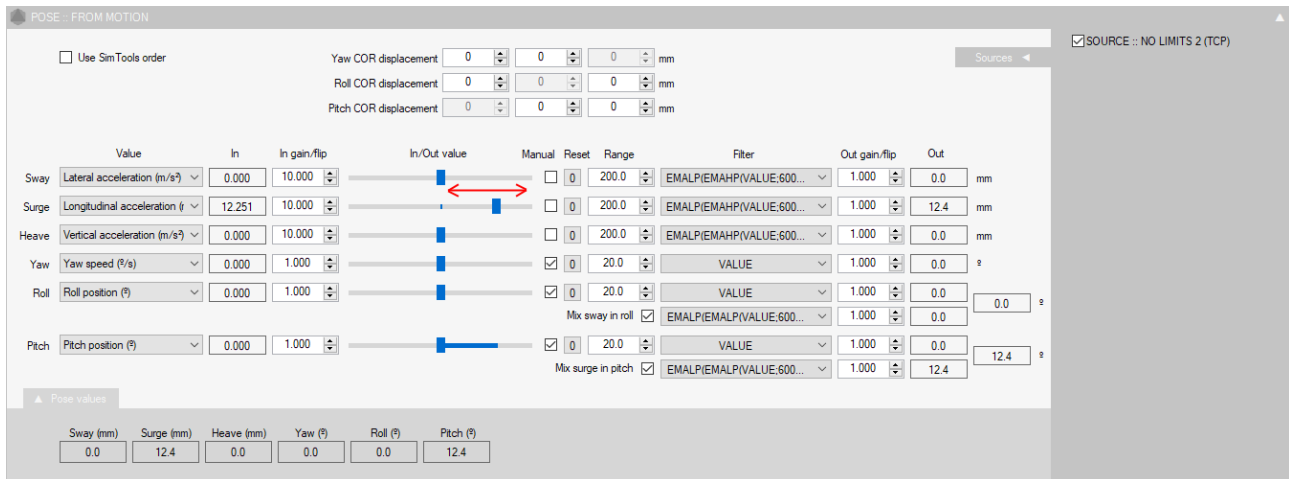 POSE :: FROM MOTION
SOURCE :: NO LIMITS 2 (TCP)
Use SimTools order
Yaw COR displacement 0 0 0 mm
Sources
Roll COR displacement 0 0 0 mm
Pitch COR displacement 0 0 0 mm
Value In In gain/flip In/Out value Manual Reset Range Filter Out gain/flip Out
Sway Lateral acceleration (m/s²) 0.000 10.000 0 200.0 EMALP(EMAHP(VALUE;600... 1.000 0.0 mm
Surge Longitudinal acceleration (r 12.251 10.000 0 200.0 EMALP(EMAHP(VALUE;600... 1.000 12.4 mm
Heave Vertical acceleration (m/s²) 0.000 10.000 0 200.0 EMALP(EMAHP(VALUE;600... 1.000 0.0 mm
Yaw Yaw speed (º/s) 0.000 1.000 0 20.0 VALUE 1.000 0.0 º
Roll Roll position (º) 0.000 1.000 0 20.0 VALUE 1.000 0.0
0.0 º
Mix sway in roll EMALP(EMALP(VALUE;600... 1.000 0.0
Pitch Pitch position (º) 0.000 1.000 0 20.0 VALUE 1.000 0.0
12.4 º
Mix surge in pitch EMALP(EMALP(VALUE;600... 1.000 12.4
Pose values
Sway (mm) Surge (mm) Heave (mm) Yaw (º) Roll (º) Pitch (º)
0.0 12.4 0.0 0.0 0.0 12.4